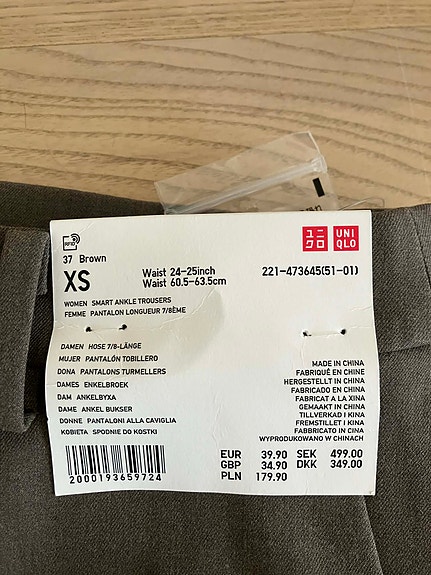 RFID
ユニ
クロ
UNI
QLO
37 Brown
XS
Waist 24-25inch
Waist 60.5-63.5cm
221-473645(51-01)
WOMEN SMART ANKLE TROUSERS
FEMME PANTALON LONGUEUR 7/8ÈME
DAMEN HOSE 7/8-LÄNGE
MUJER PANTALÓN TOBILLERO
DONA PANTALONS TURMELLERS
DAMES ENKELBROEK
DAM ANKELBYXA
DAME ANKEL BUKSER
DONNE PANTALONI ALLA CAVIGLIA
KOBIETA SPODNIE DO KOSTKI
MADE IN CHINA
FABRIQUÉ EN CHINE
HERGESTELLT IN CHINA
FABRICADO EN CHINA
FABRICAT A LA XINA
GEMAAKT IN CHINA
TILLVERKAD I KINA
FREMSTILLET I KINA
FABBRICATO IN CINA
WYPRODUKOWANO W CHINACH
2000193659724
EUR 39.90 SEK 499.00
GBP 34.90 DKK 349.00
PLN 179.90